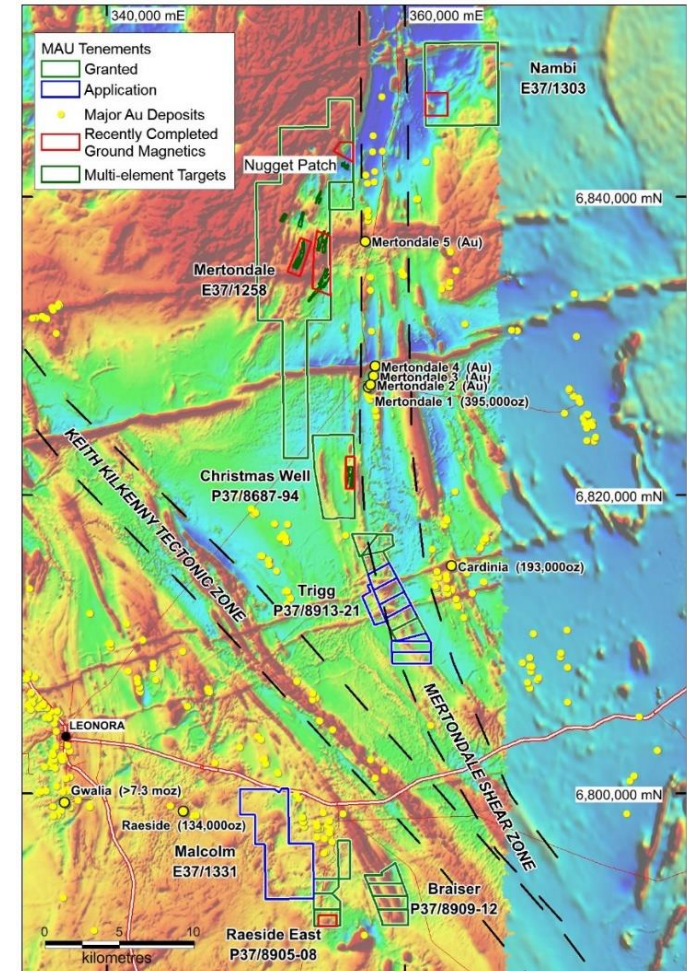 340,000 mE
360,000 mE
MAU Tenements
Granted
Application
Major Au Deposits
Recently Completed
Ground Magnetics
Multi-element Targets
Nambi
E37/1303
Nugget Patch
6,840,000 mN
Mertondale 5 (Au)
Mertondale
E37/1258
Mertondale 4 (Au)
Mertondale 3 (Au)
Mertondale 2 (Au)
Mertondale 1 (395,000oz)
KEITH KILKENNY TECTONIC ZONE
Christmas Well
P37/8687-94
6,820,000 mN
Cardinia (193,000oz)
Trigg
P37/8913-21
MERTONDALE SHEAR ZONE
LEONORA
Gwalia (>7.3 moz)
6,800,000 mN
Raeside (134,000oz)
Malcolm
E37/1331
Braiser
P37/8909-12
Raeside East
P37/8905-08
0 5 10
kilometres